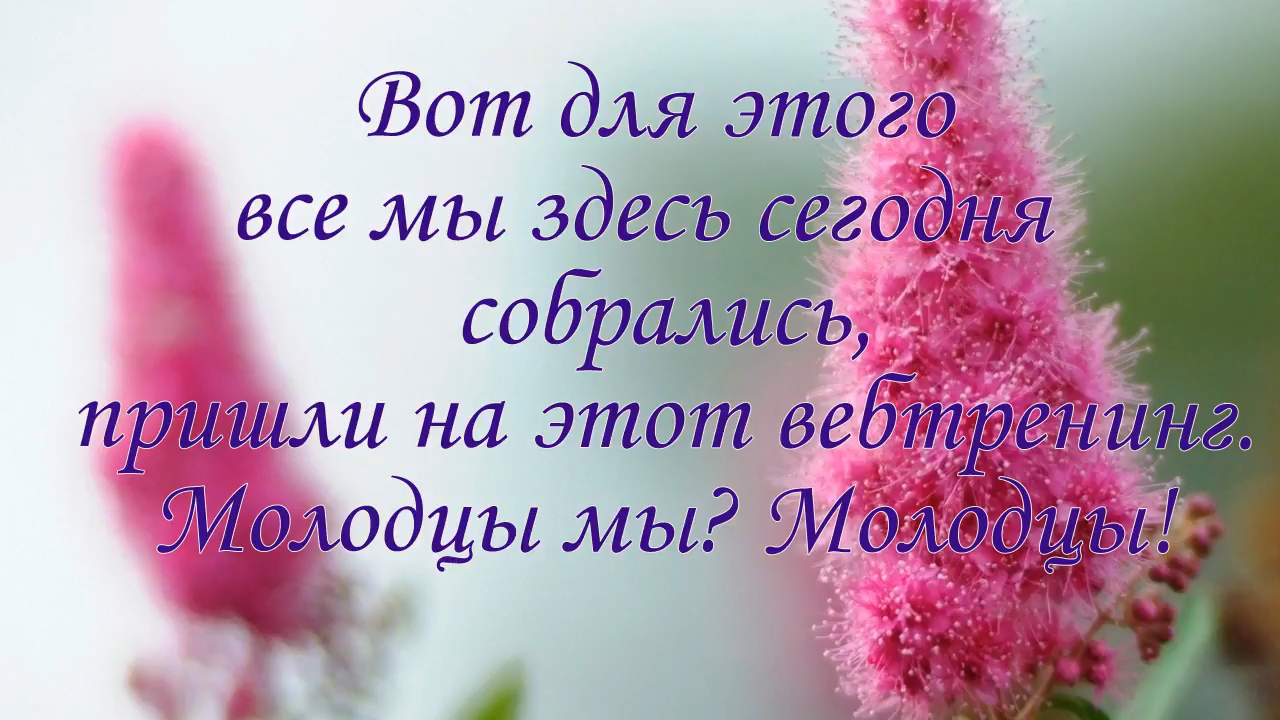 Вот для этого
все мы здесь сегодня
собрались,
пришли на этот вебтренинг.
Молодцы мы? Молодцы!